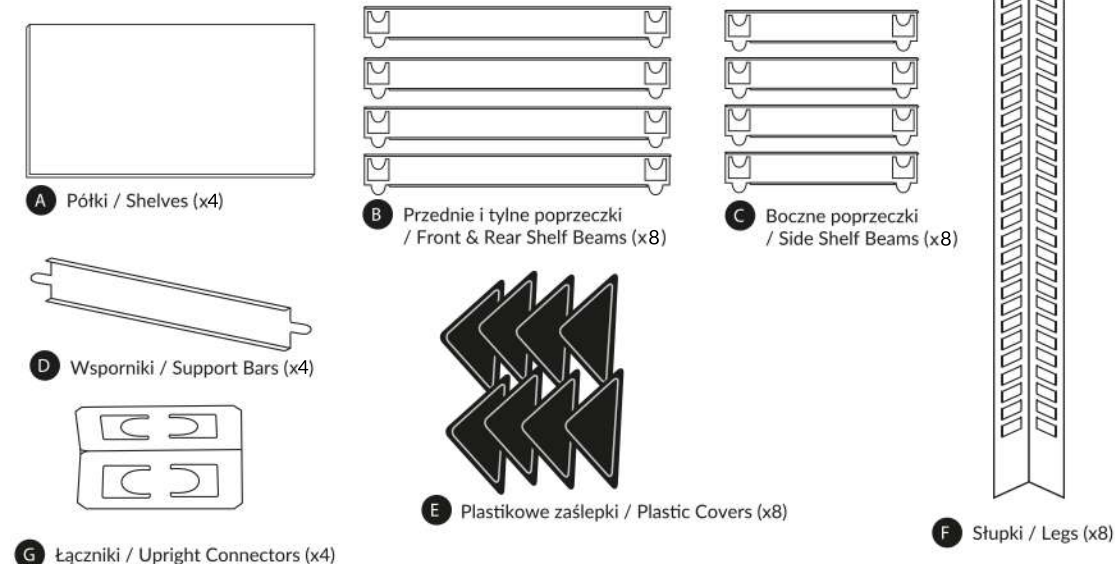 A Półki / Shelves (x4)
B Przednie i tylne poprzeczki
/ Front & Rear Shelf Beams (x8)
C Boczne poprzeczki
/ Side Shelf Beams (x8)
D Wsporniki / Support Bars (x4)
E Plastikowe zaślepki / Plastic Covers (x8)
F Słupki / Legs (x8)
G Łączniki / Upright Connectors (x4)